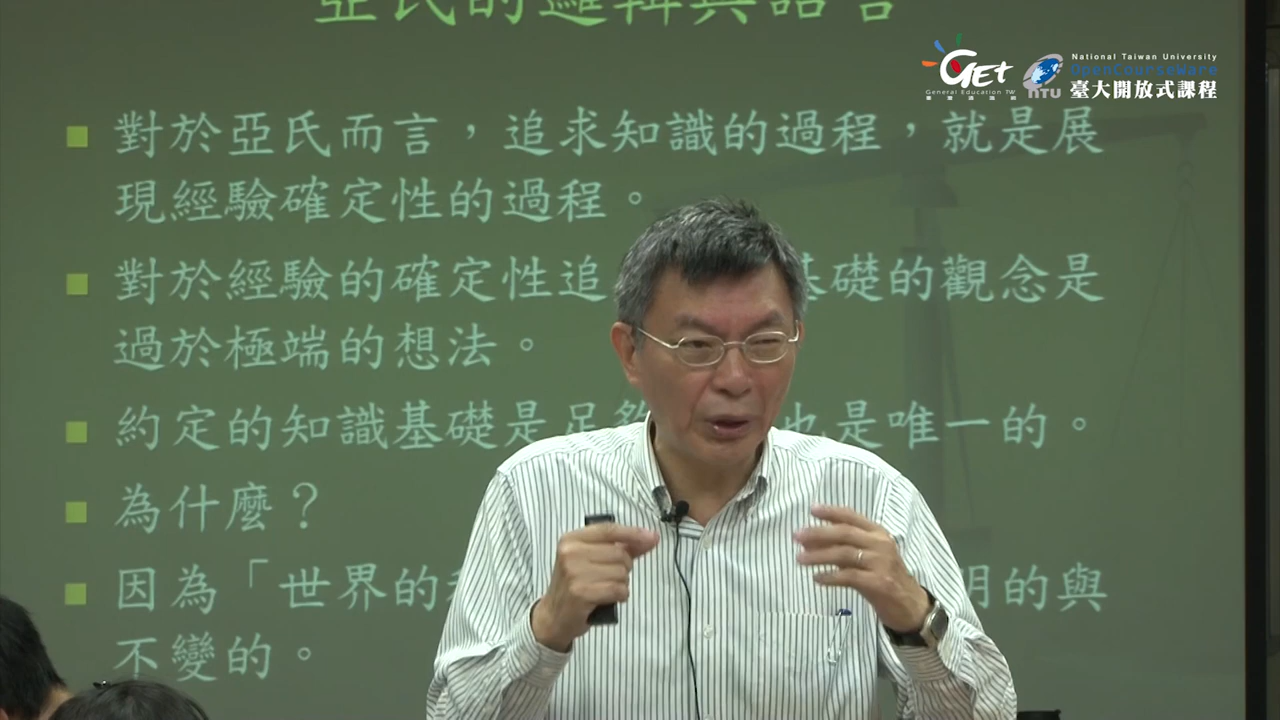 亞氏的邏輯與語言
GET
General Education TW
National Taiwan University
OpenCourseWare
NTU
臺大開放式課程
對於亞氏而言，追求知識的過程，就是展
現經驗確定性的過程。
對於經驗的確定性追 基礎的觀念是
過於極端的想法。
約定的知識基礎是足夠 也是唯一的。
為什麼？
因為「世界的 明的與
不變的。